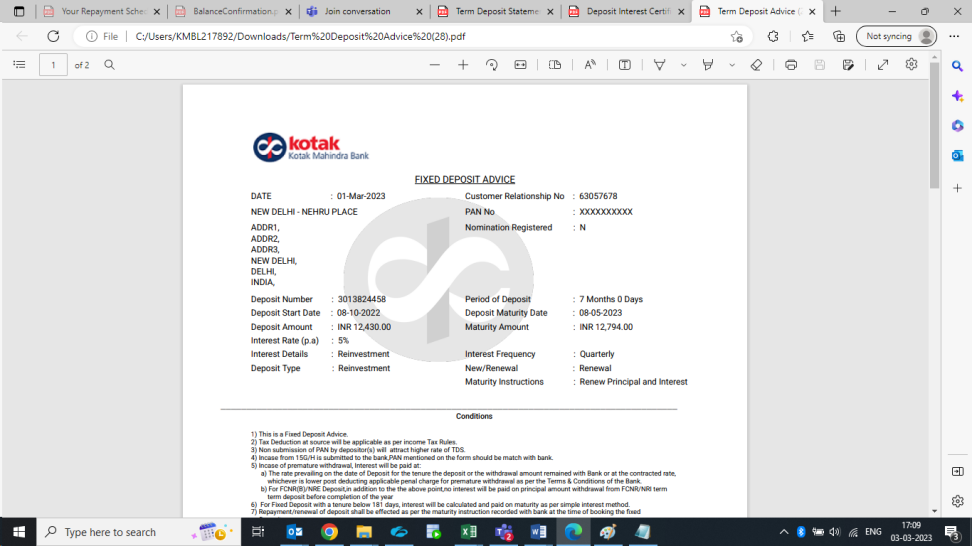 Your Repayment Sche
BalanceConfirmation.p
Join conversation
Term Deposit Stateme
Deposit Interest Certifi
Term Deposit Advice (
File
C:/Users/KMBL217892/Downloads/Term%20Deposit%20Advice%20(28).pdf
Not syncing
1 of 2
kotak
Kotak Mahindra Bank
FIXED DEPOSIT ADVICE
DATE : 01-Mar-2023 Customer Relationship No : 63057678
NEW DELHI - NEHRU PLACE PAN No : XXXXXXXXXX
ADDR1, Nomination Registered : N
ADDR2,
ADDR3,
NEW DELHI,
DELHI,
INDIA,
Deposit Number : 3013824458 Period of Deposit : 7 Months 0 Days
Deposit Start Date : 08-10-2022 Deposit Maturity Date : 08-05-2023
Deposit Amount : INR 12,430.00 Maturity Amount : INR 12,794.00
Interest Rate (p.a) : 5%
Interest Details : Reinvestment Interest Frequency : Quarterly
Deposit Type : Reinvestment New/Renewal : Renewal
Maturity Instructions : Renew Principal and Interest
Conditions
1) This is a Fixed Deposit Advice.
2) Tax Deduction at source will be applicable as per income Tax Rules.
3) Non submission of PAN by depositor(s) will attract higher rate of TDS.
4) Incase from 15G/H is submitted to the bank,PAN mentioned on the form should be match with bank.
5) Incase of premature withdrawal, Interest will be paid at:
a) The rate prevailing on the date of Deposit for the tenure the deposit or the withdrawal amount remained with Bank or at the contracted rate,
whichever is lower post deducting applicable penal charge for premature withdrawal as per the Terms & Conditions of the Bank.
b) For FCNR(B)/NRE Deposit,in addition to the the above point,no interest will be paid on principal amount withdrawal from FCNR/NRI term
term deposit before completion of the year
6) For Fixed Deposit with a tenure below 181 days, interest will be calculated and paid on maturity as per simple interest method.
7) Repayment/renewal of deposit shall be effected as per the maturity instruction recorded with bank at the time of booking the fixed
Type here to search
ENG
17:09
03-03-2023
3